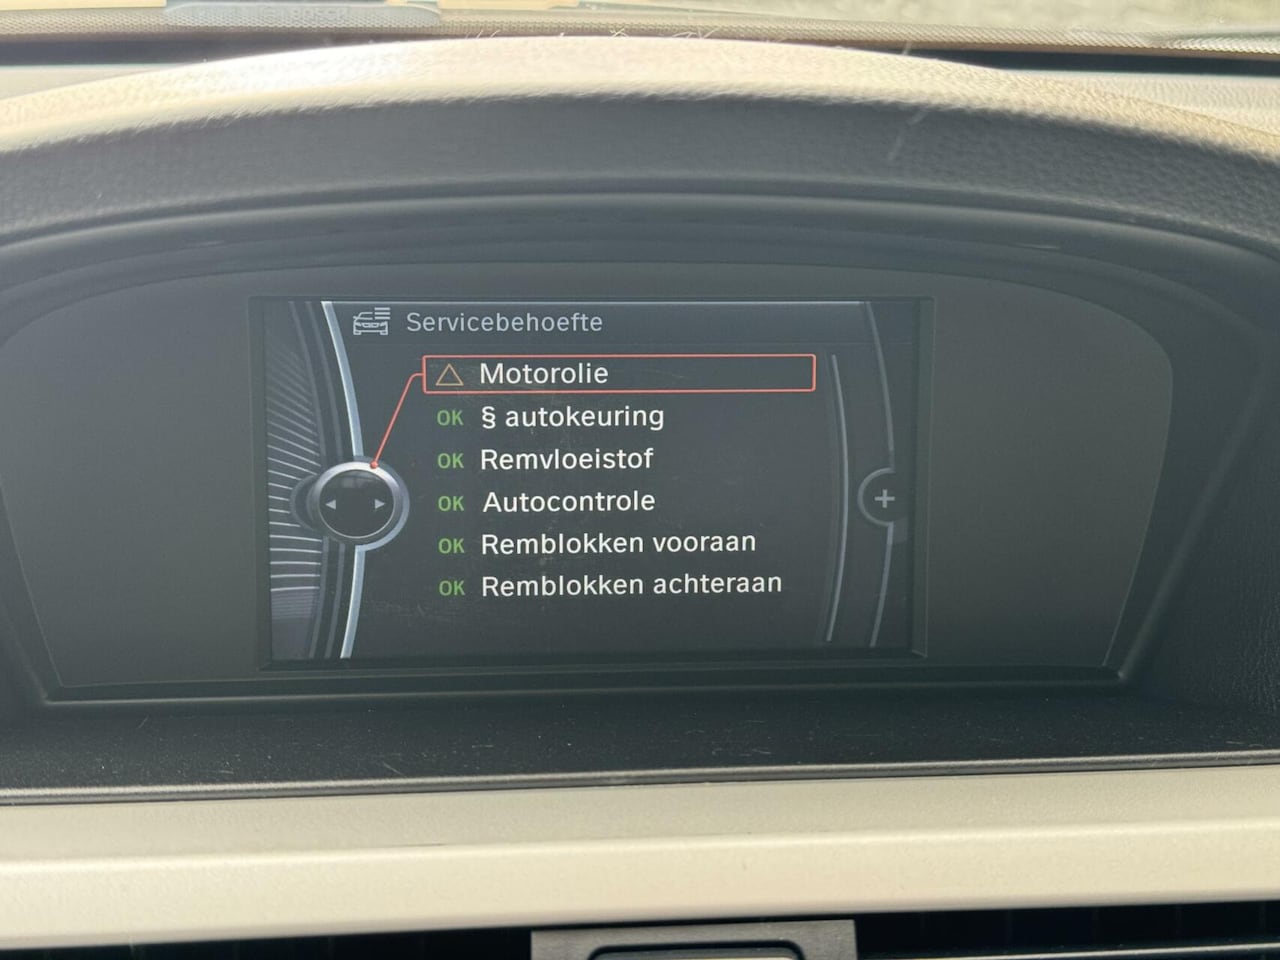 Servicebehoefte
Motorolie
OK § autokeuring
OK Remvloeistof
OK Autocontrole
OK Remblokken vooraan
OK Remblokken achteraan